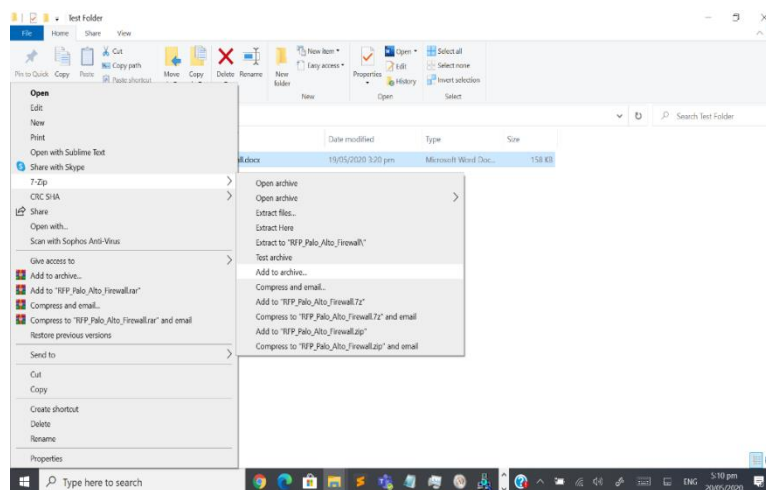 Test Folder
File Home Share View
Pin to Quick Copy Paste
Cut
Copy path
Paste shortcut
Move Copy Delete Rename New folder
New item
Easy access
Properties
Open
Edit
History
Select all
Select none
Invert selection
New Open Select
Search Test Folder
Date modified Type Size
all.docx 19/05/2020 3:20 pm Microsoft Word Doc... 158 KB
Open
Edit
New
Print
Open with Sublime Text
Share with Skype
7-Zip
CRC SHA
Share
Open with...
Scan with Sophos Anti-Virus
Give access to
Add to archive...
Add to "RFP_Palo_Alto_Firewall.rar"
Compress and email...
Compress to "RFP_Palo_Alto_Firewall.rar" and email
Restore previous versions
Send to
Cut
Copy
Create shortcut
Delete
Rename
Properties
Open archive
Open archive
Extract files...
Extract Here
Extract to "RFP_Palo_Alto_Firewall\"
Test archive
Add to archive...
Compress and email...
Add to "RFP_Palo_Alto_Firewall.7z"
Compress to "RFP_Palo_Alto_Firewall.7z" and email
Add to "RFP_Palo_Alto_Firewall.zip"
Compress to "RFP_Palo_Alto_Firewall.zip" and email
Type here to search
ENG
5:10 pm
20/05/2020